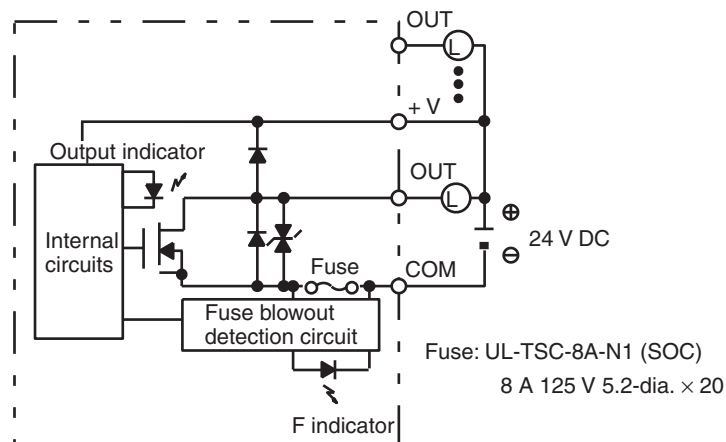 OUT
L
+ V
Output indicator
OUT
L
Internal
circuits
⊕
24 V DC
⊖
Fuse
COM
Fuse blowout
detection circuit
Fuse: UL-TSC-8A-N1 (SOC)
8 A 125 V 5.2-dia. × 20
F indicator